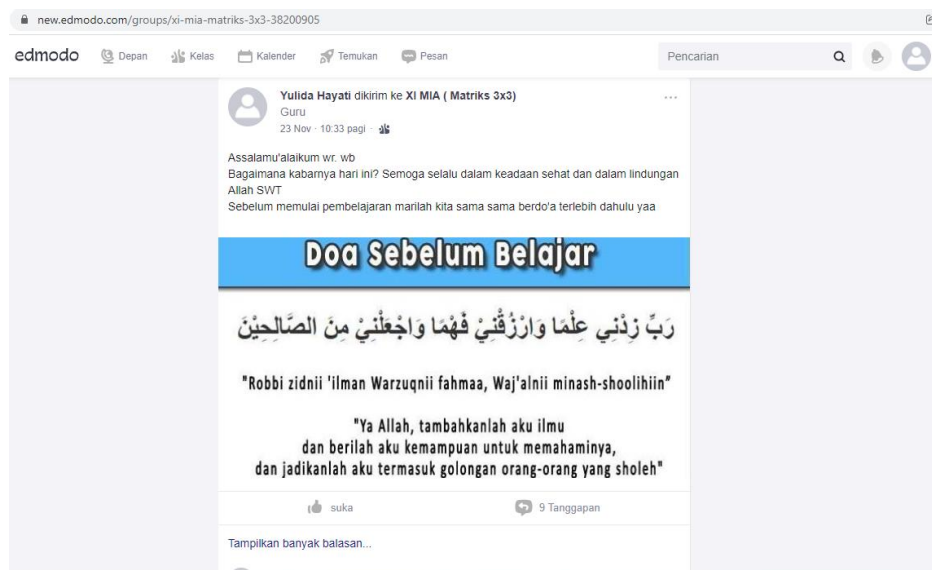 new.edmodo.com/groups/xi-mia-matriks-3x3-38200905
edmodo Depan Kelas Kalender Temukan Pesan Pencarian
Yulida Hayati dikirim ke XI MIA ( Matriks 3x3)
Guru
23 Nov · 10:33 pagi ·
Assalamu'alaikum wr. wb
Bagaimana kabarnya hari ini? Semoga selalu dalam keadaan sehat dan dalam lindungan
Allah SWT
Sebelum memulai pembelajaran marilah kita sama sama berdo'a terlebih dahulu yaa
Doa Sebelum Belajar
رَبِّ زِدْنِي عِلْمًا وَارْزُقْنِيْ فَهْمًا وَاجْعَلْنِيْ مِنَ الصَّالِحِيْنَ
"Robbi zidnii 'ilman Warzuqnii fahmaa, Waj'alnii minash-shoolihiin"
"Ya Allah, tambahkanlah aku ilmu
dan berilah aku kemampuan untuk memahaminya,
dan jadikanlah aku termasuk golongan orang-orang yang sholeh"
suka 9 Tanggapan
Tampilkan banyak balasan...